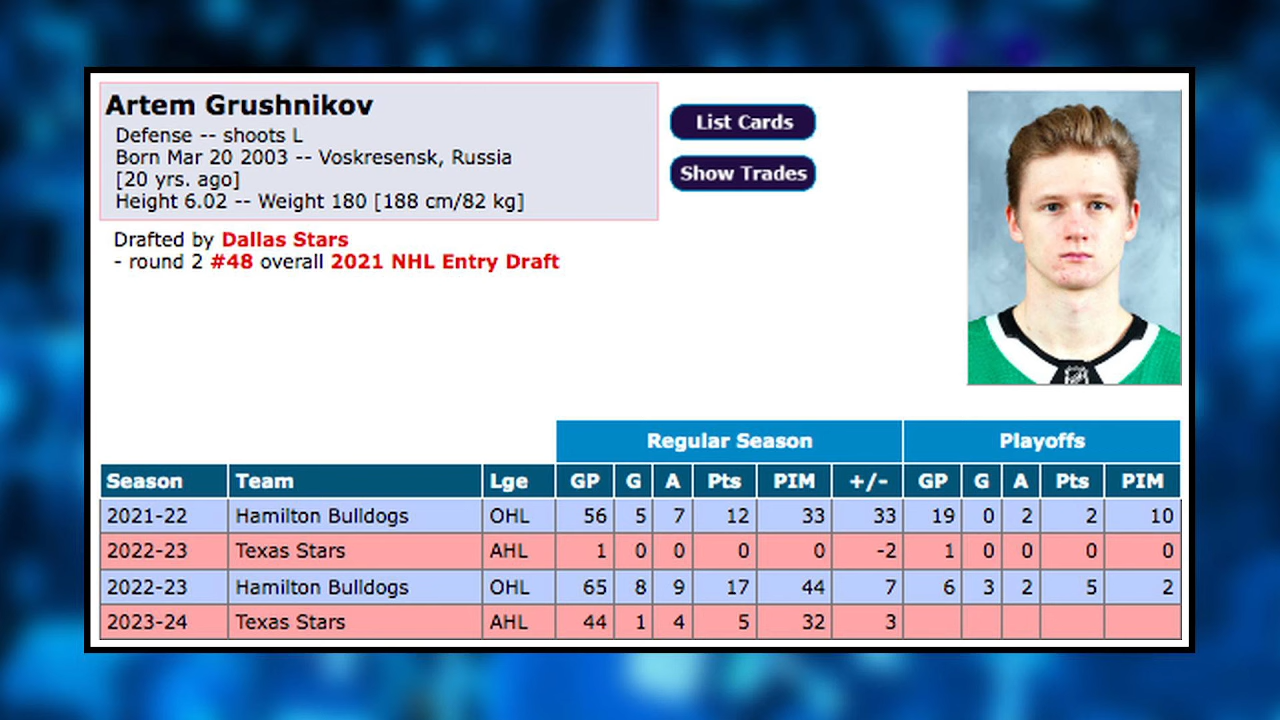 Artem Grushnikov
Defense -- shoots L
Born Mar 20 2003 -- Voskresensk, Russia
[20 yrs. ago]
Height 6.02 -- Weight 180 [188 cm/82 kg]
Drafted by Dallas Stars
- round 2 #48 overall 2021 NHL Entry Draft
List Cards
Show Trades
Regular Season Playoffs
Season Team Lge GP G A Pts PIM +/- GP G A Pts PIM
2021-22 Hamilton Bulldogs OHL 56 5 7 12 33 33 19 0 2 2 10
2022-23 Texas Stars AHL 1 0 0 0 0 -2 1 0 0 0 0
2022-23 Hamilton Bulldogs OHL 65 8 9 17 44 7 6 3 2 5 2
2023-24 Texas Stars AHL 44 1 4 5 32 3